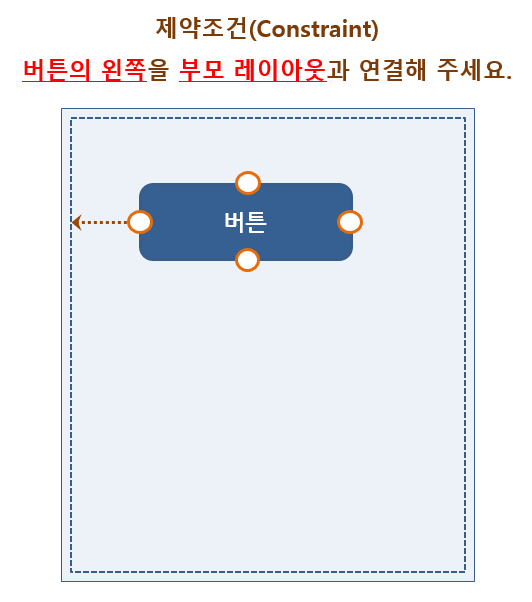 제약조건(Constraint)
버튼의 왼쪽을 부모 레이아웃과 연결해 주세요.
버튼